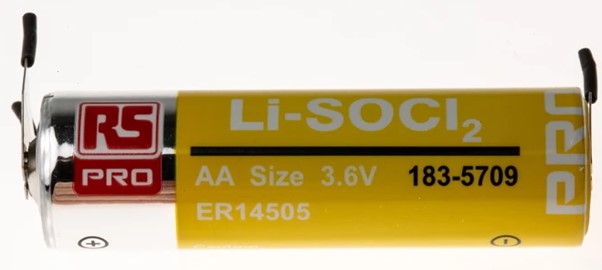 RS
PRO
Li-SOCl₂
AA Size 3.6V 183-5709
ER14505
PRO
+
-